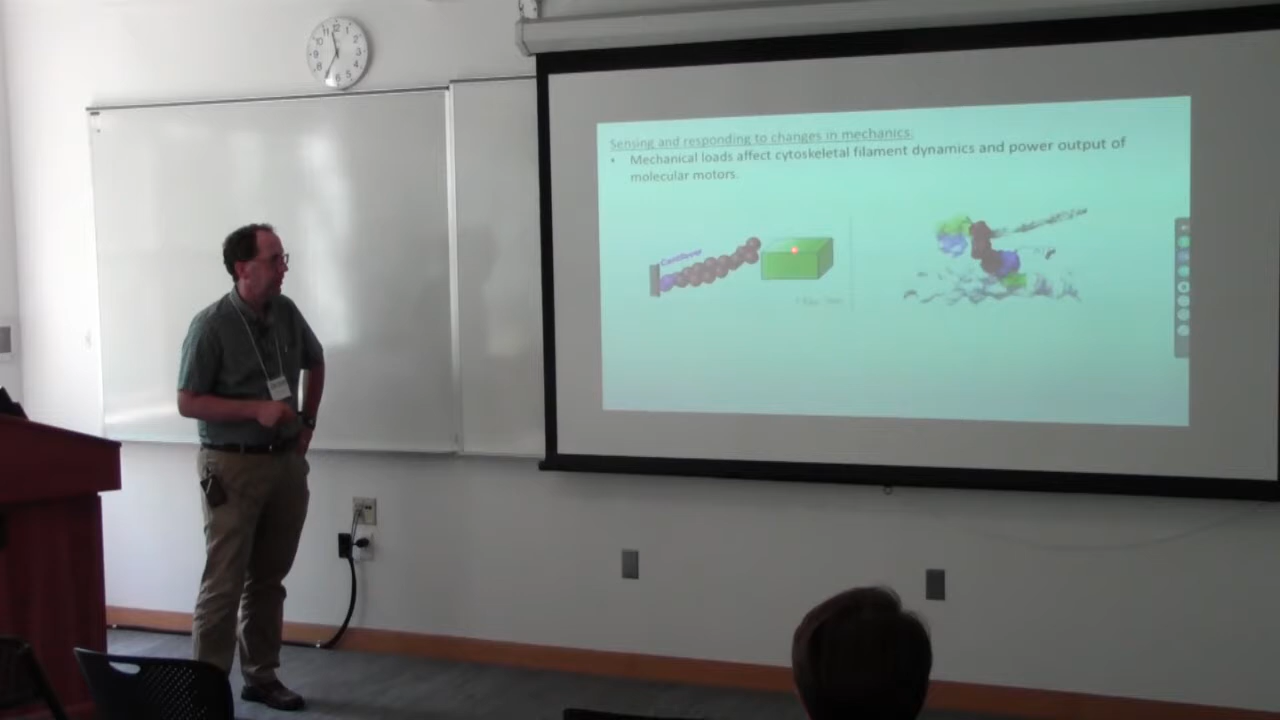 Sensing and responding to changes in mechanics:
• Mechanical loads affect cytoskeletal filament dynamics and power output of
molecular motors.
Cantilever